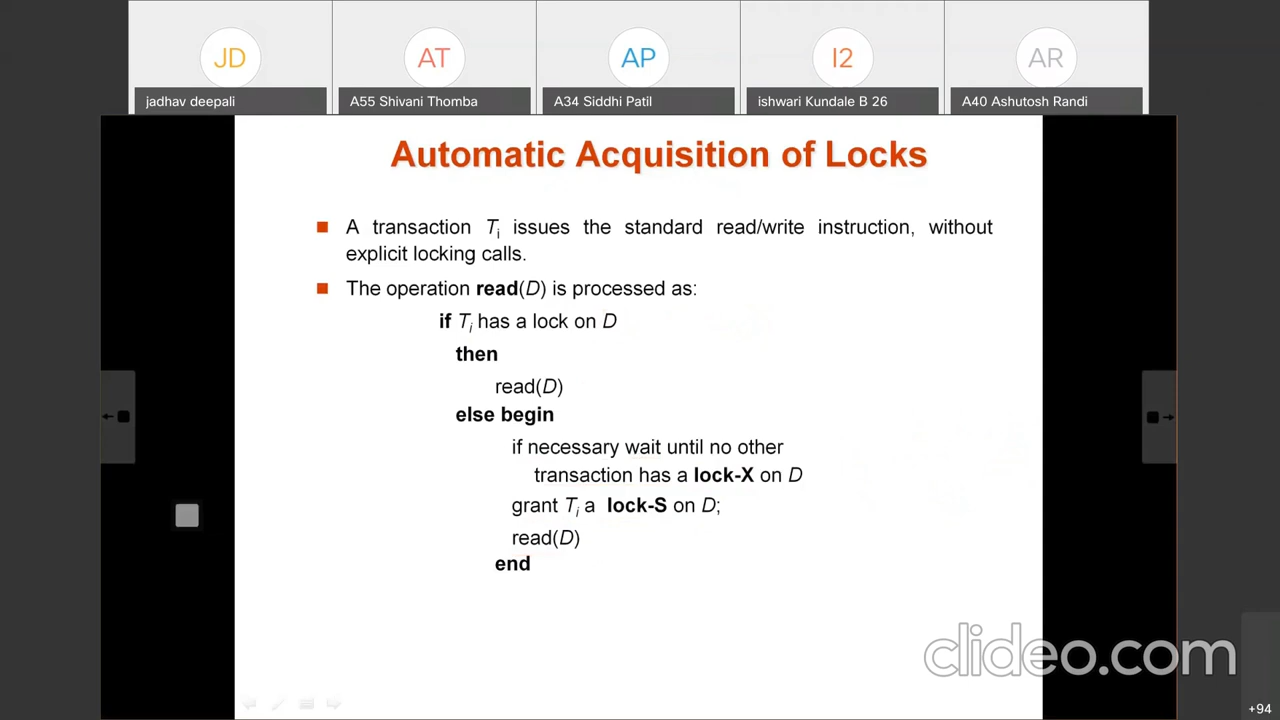 JD
AT
AP
I2
AR
jadhav deepali
A55 Shivani Thomba
A34 Siddhi Patil
ishwari Kundale B 26
A40 Ashutosh Randi
Automatic Acquisition of Locks
A transaction Ti issues the standard read/write instruction, without
explicit locking calls.
The operation read(D) is processed as:
if Ti has a lock on D
then
read(D)
else begin
if necessary wait until no other
transaction has a lock-X on D
grant Ti a lock-S on D;
read(D)
end
clideo.com
+94